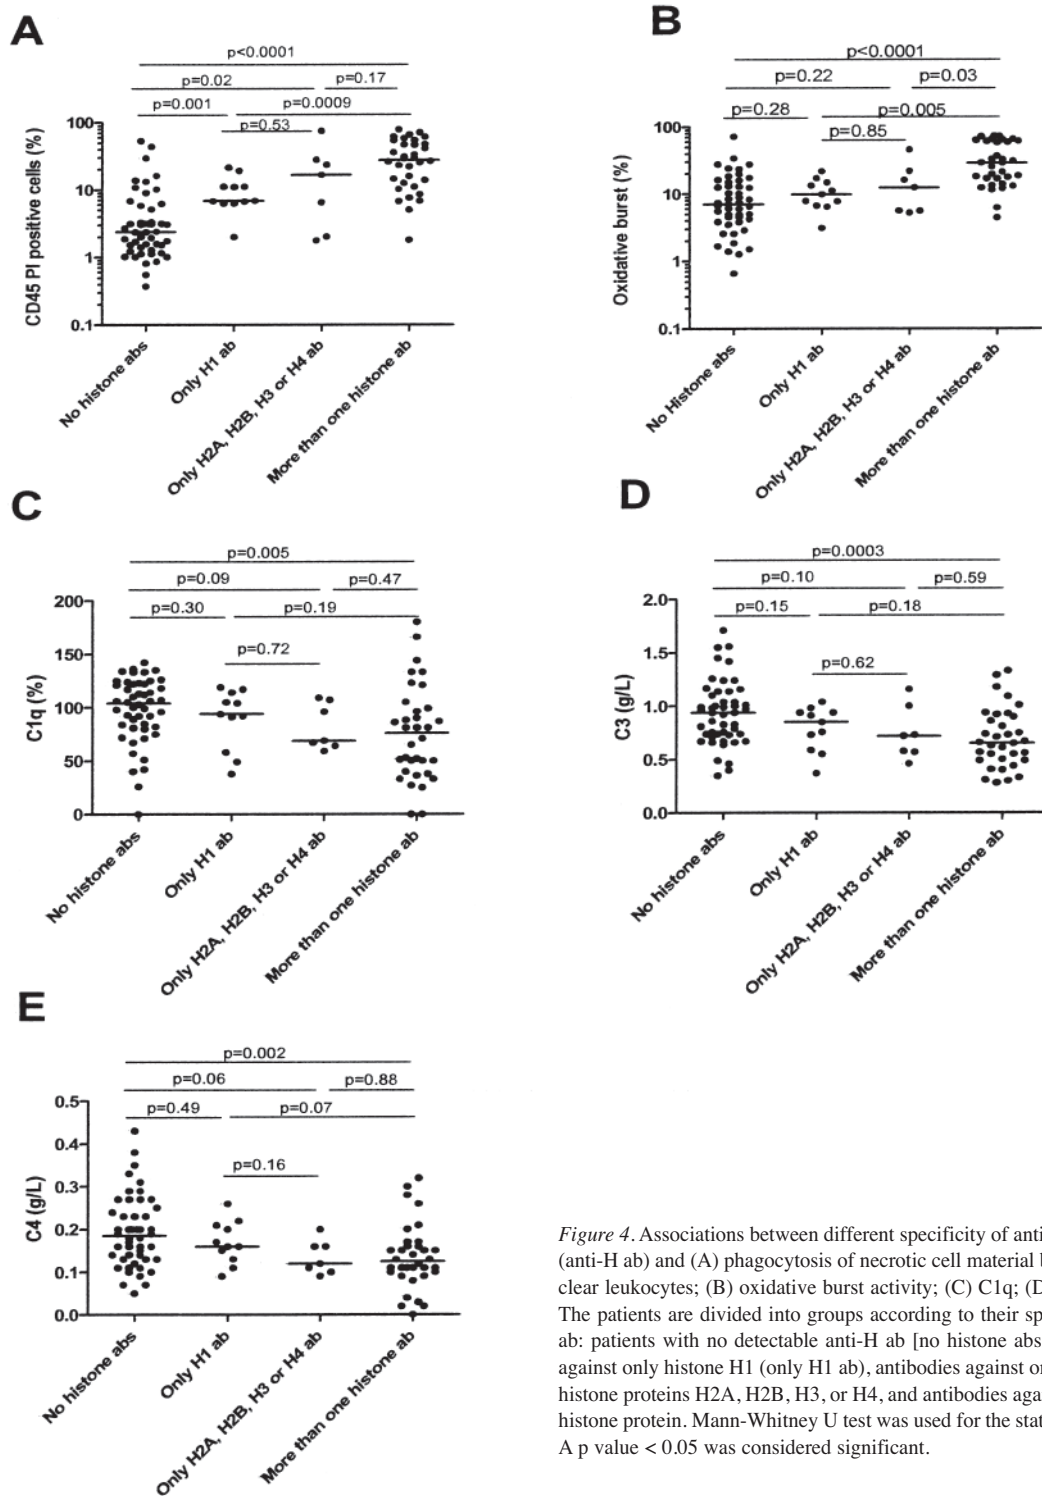 A
p<0.0001
p=0.02
p=0.17
p=0.001
p=0.0009
p=0.53
100
10
1
0.1
CD45 PI positive cells (%)
No histone abs
Only H1 ab
Only H2A, H2B, H3 or H4 ab
More than one histone ab
B
p<0.0001
p=0.22
p=0.03
p=0.28
p=0.005
p=0.85
100
10
1
0.1
Oxidative burst (%)
No Histone abs
Only H1 ab
Only H2A, H2B, H3 or H4 ab
More than one histone ab
C
p=0.005
p=0.09
p=0.47
p=0.30
p=0.19
p=0.72
200
150
100
50
0
C1q (%)
No histone abs
Only H1 ab
Only H2A, H2B, H3 or H4 ab
More than one histone ab
D
p=0.0003
p=0.10
p=0.59
p=0.15
p=0.18
p=0.62
2.0
1.5
1.0
0.5
0.0
C3 (g/L)
No histone abs
Only H1 ab
Only H2A, H2B, H3 or H4 ab
More than one histone ab
E
p=0.002
p=0.06
p=0.88
p=0.49
p=0.07
p=0.16
0.5
0.4
0.3
0.2
0.1
0.0
C4 (g/L)
No histone abs
Only H1 ab
Only H2A, H2B, H3 or H4 ab
More than one histone ab
Figure 4. Associations between different specificity of anti
(anti-H ab) and (A) phagocytosis of necrotic cell material
clear leukocytes; (B) oxidative burst activity; (C) C1q; (D
The patients are divided into groups according to their sp
ab: patients with no detectable anti-H ab [no histone abs
against only histone H1 (only H1 ab), antibodies against
histone proteins H2A, H2B, H3, or H4, and antibodies aga
histone protein. Mann-Whitney U test was used for the stat
A p value < 0.05 was considered significant.